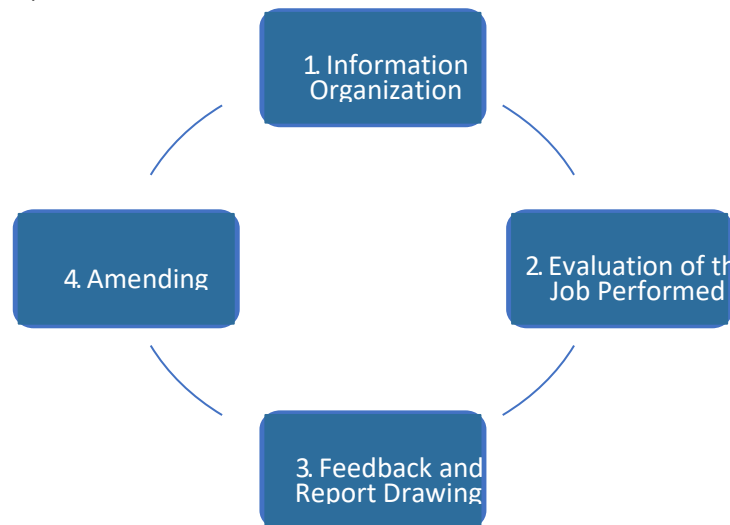 1. Information
Organization
2. Evaluation of th
Job Performed
3. Feedback and
Report Drawing
4. Amending